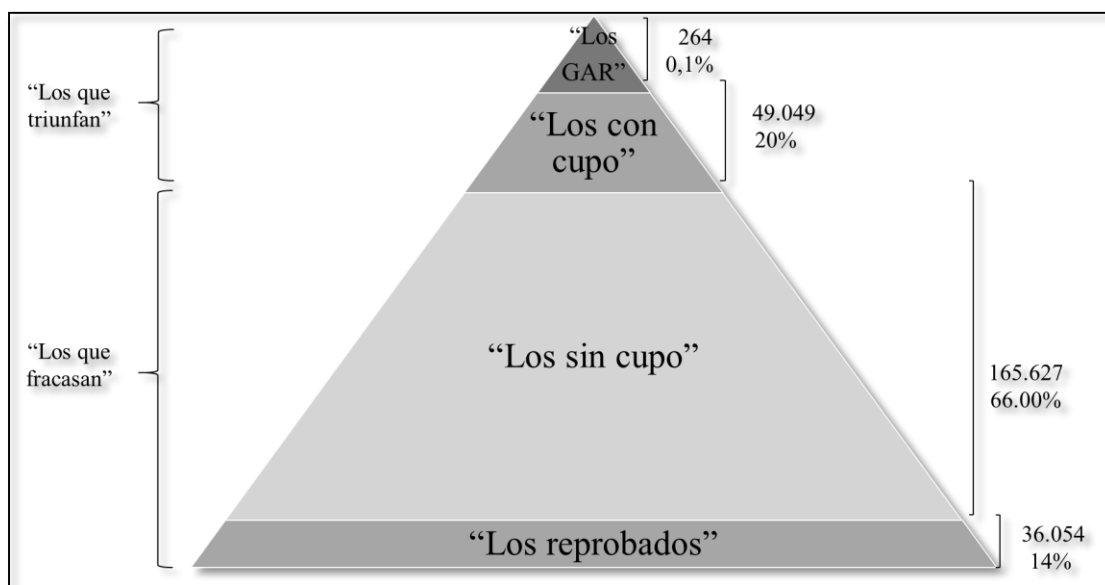 “Los
GAR”
264
0,1%
“Los que
triunfan”
“Los con
cupo”
49.049
20%
“Los sin cupo”
“Los que
fracasan”
165.627
66.00%
“Los reprobados”
36.054
14%